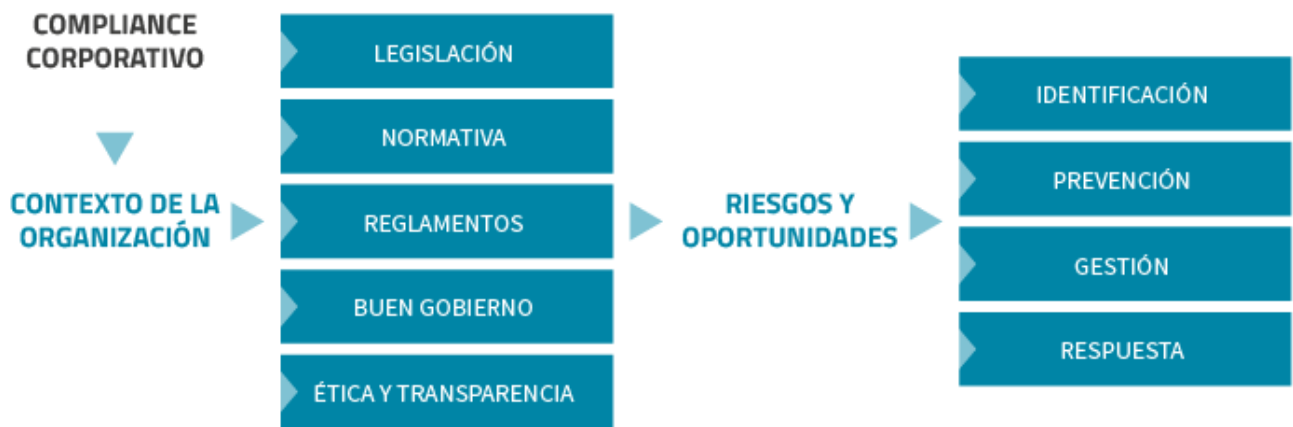 COMPLIANCE
CORPORATIVO
CONTEXTO DE LA
ORGANIZACIÓN
LEGISLACIÓN
NORMATIVA
REGLAMENTOS
BUEN GOBIERNO
ÉTICA Y TRANSPARENCIA
RIESGOS Y
OPORTUNIDADES
IDENTIFICACIÓN
PREVENCIÓN
GESTIÓN
RESPUESTA